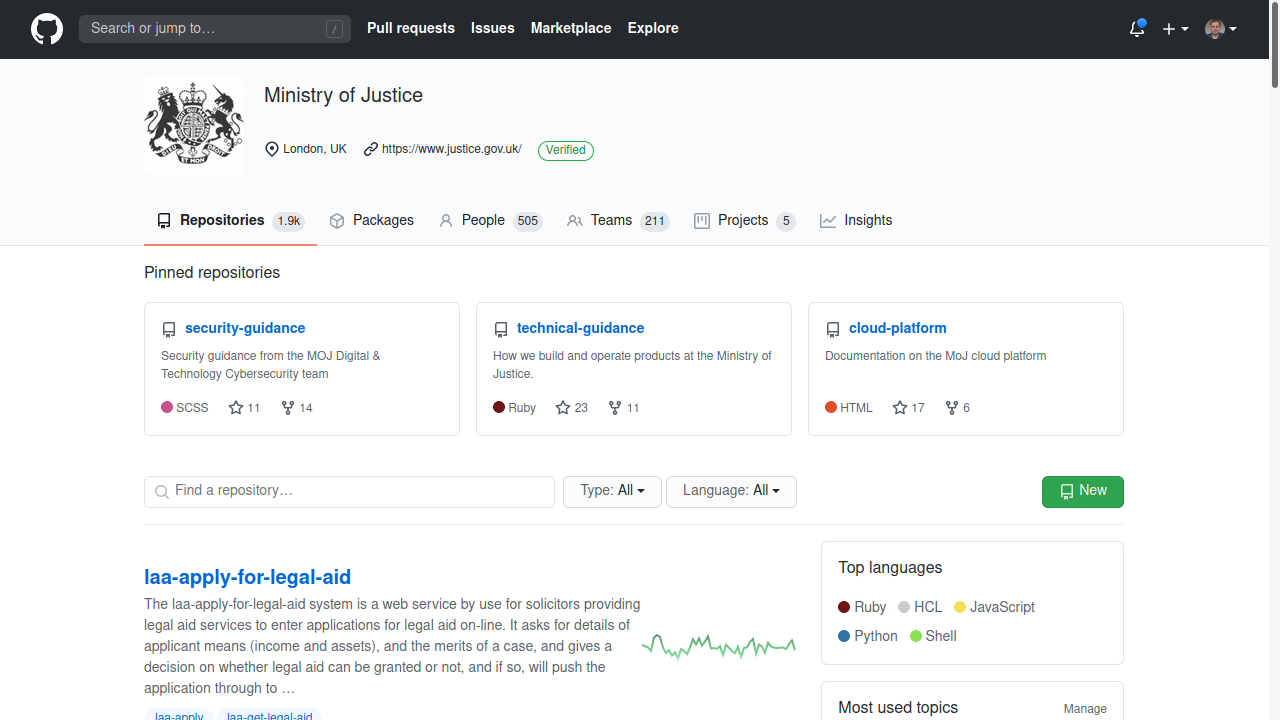 Search or jump to… /
Pull requests Issues Marketplace Explore
Ministry of Justice
London, UK https://www.justice.gov.uk/ Verified
Repositories 1.9k Packages People 505 Teams 211 Projects 5 Insights
Pinned repositories
security-guidance
Security guidance from the MOJ Digital &
Technology Cybersecurity team
SCSS 11 14
technical-guidance
How we build and operate products at the Ministry of
Justice.
Ruby 23 11
cloud-platform
Documentation on the MoJ cloud platform
HTML 17 6
Find a repository… Type: All Language: All New
laa-apply-for-legal-aid
The laa-apply-for-legal-aid system is a web service by use for solicitors providing
legal aid services to enter applications for legal aid on-line. It asks for details of
applicant means (income and assets), and the merits of a case, and gives a
decision on whether legal aid can be granted or not, and if so, will push the
application through to …
laa-apply laa-get-legal-aid
Top languages
Ruby HCL JavaScript
Python Shell
Most used topics Manage